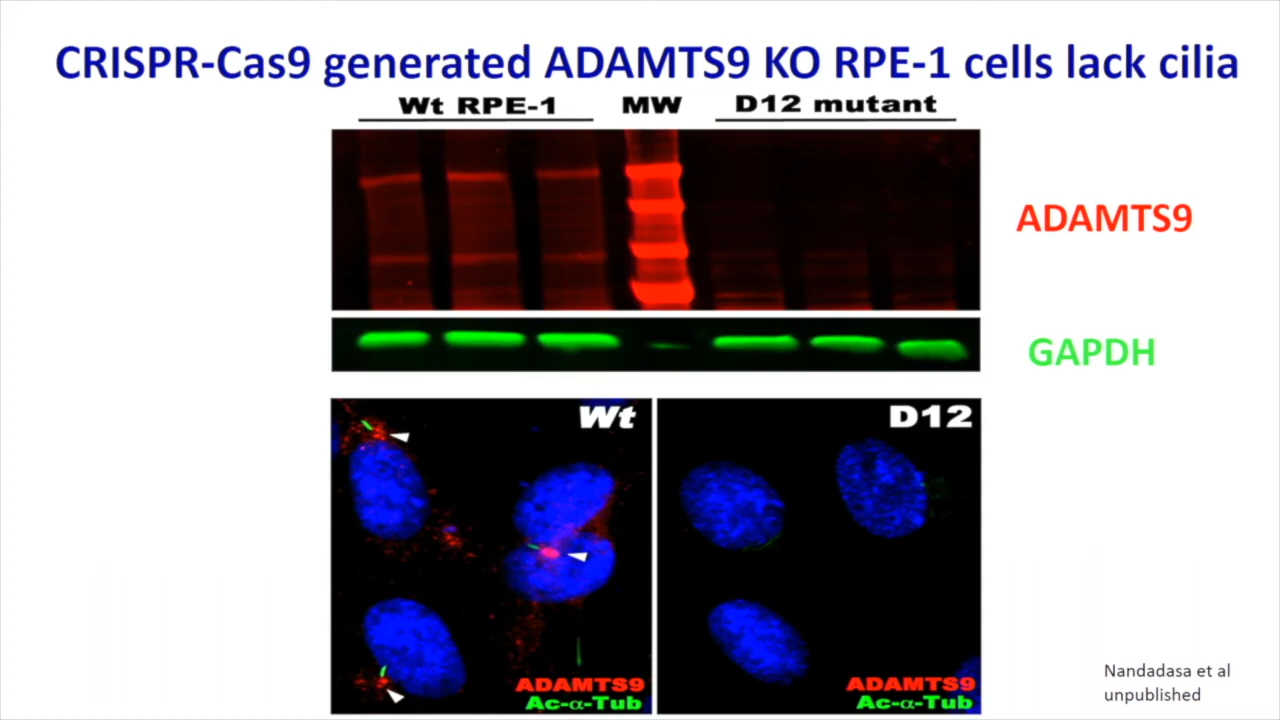 CRISPR-Cas9 generated ADAMTS9 KO RPE-1 cells lack cilia
Wt RPE-1 MW D12 mutant
ADAMTS9
GAPDH
Wt
D12
ADAMTS9
Ac-α-Tub
ADAMTS9
Ac-α-Tub
Nandadasa et al
unpublished